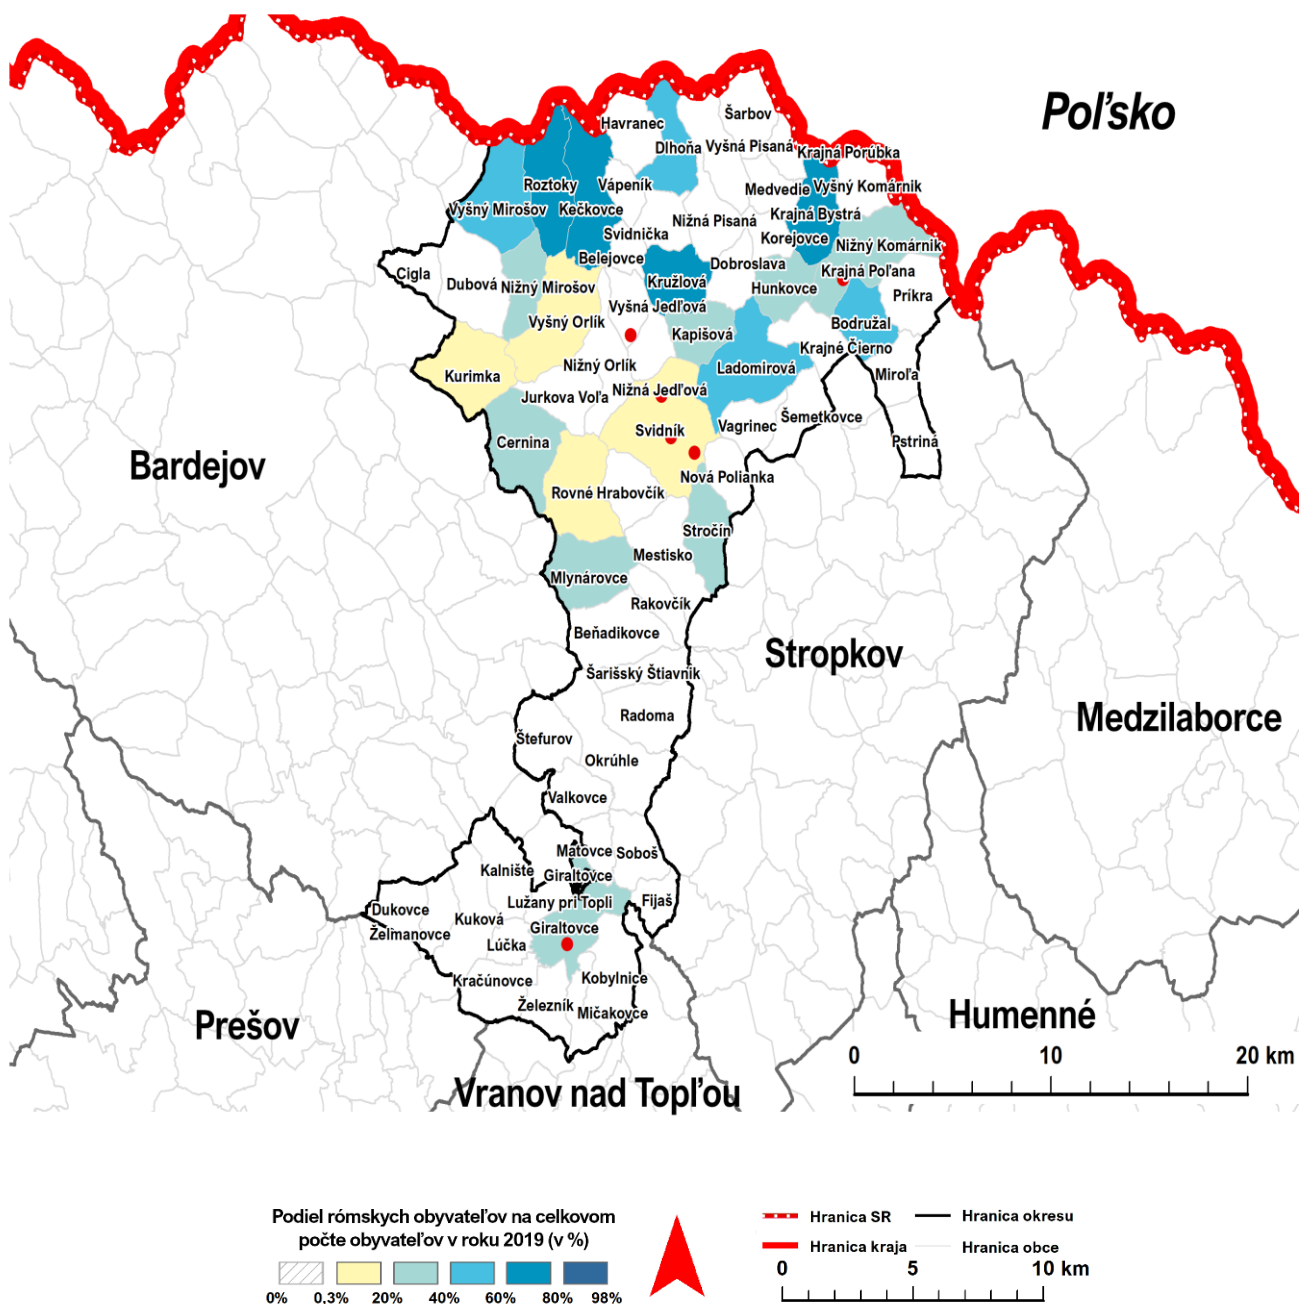 Poľsko
Šarbov
Havranec
Dlhoňa
Vyšná Pisaná
Krajná Porúbka
Roztoky
Vápeník
Medvedie
Vyšný Komárnik
Vyšný Mirošov
Kečkovce
Krajná Bystrá
Nižná Pisaná
Svidnička
Korejovce
Nižný Komárnik
Belejovce
Dobroslava
Cigla
Krajná Poľana
Dubová
Nižný Mirošov
Kružlová
Hunkovce
Príkra
Vyšná Jedľová
Vyšný Orlík
Bodružal
Kapišová
Krajné Čierno
Nižný Orlík
Ladomirová
Kurimka
Miroľa
Nižná Jedľová
Jurkova Voľa
Šemetkovce
Vagrinec
Svidník
Cernina
Pstriná
Bardejov
Nová Polianka
Rovné
Hrabovčík
Stročín
Mestisko
Mlynárovce
Rakovčík
Beňadikovce
Stropkov
Šarišský Štiavnik
Radoma
Medzilaborce
Štefurov
Okrúhle
Valkovce
Matovce
Soboš
Kalnište
Giraltovce
Lužany pri Topli
Fijaš
Dukovce
Kuková
Giraltovce
Želmanovce
Lúčka
Kračúnovce
Kobylnice
Železník
Mičakovce
Humenné
Prešov
0 10 20 km
Vranov nad Topľou
Podiel rómskych obyvateľov na celkovom
počte obyvateľov v roku 2019 (v %)
0% 0,3% 20% 40% 60% 80% 98%
Hranica SR
Hranica okresu
Hranica kraja
Hranica obce
0 5 10 km